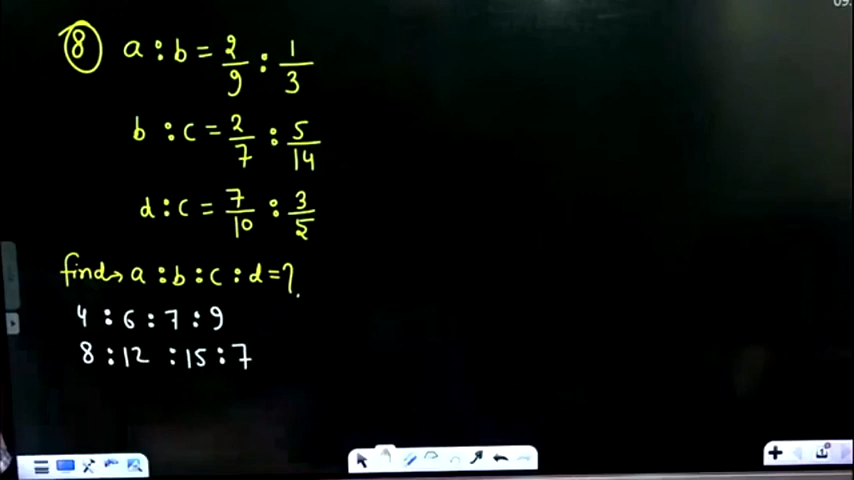 8 a : b = 2/9 : 1/3
b : c = 2/7 : 5/14
d : c = 7/10 : 3/5
find→ a : b : c : d = ?
4 : 6 : 7 : 9
8 : 12 : 15 : 7
09: